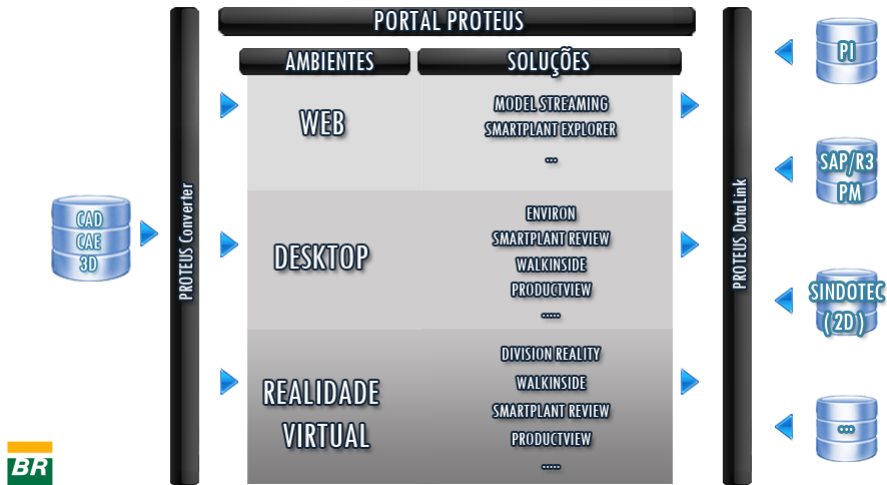 PORTAL PROTEUS
AMBIENTES
SOLUÇÕES
WEB
MODEL STREAMING
SMARTPLANT EXPLORER
...
DESKTOP
ENVIRON
SMARTPLANT REVIEW
WALKINSIDE
PRODUCTVIEW
.....
REALIDADE
VIRTUAL
DIVISION REALITY
WALKINSIDE
SMARTPLANT REVIEW
PRODUCTVIEW
.....
CAD
CAE
3D
PROTEUS Converter
PROTEUS DataLink
PI
SAP/R3
PM
SINDOTEC
(2D)
...
BR